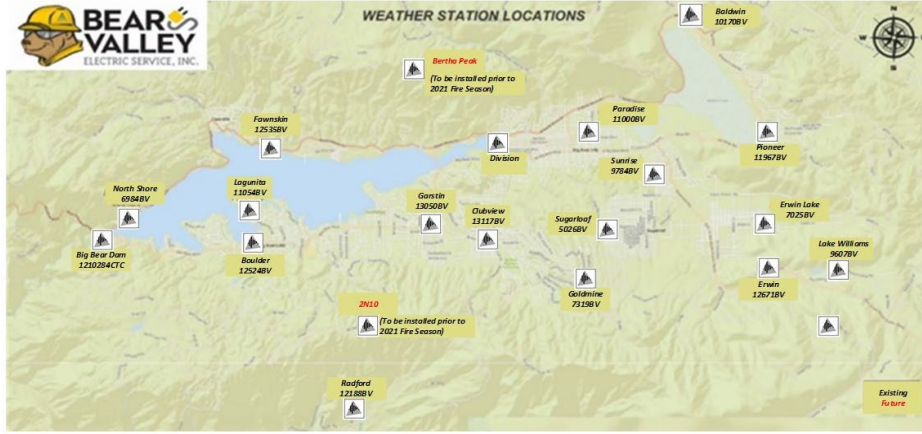 BEAR
VALLEY
ELECTRIC SERVICE, INC.
WEATHER STATION LOCATIONS
Baldwin
10170BV
N
W
E
S
Bertha Peak
(To be installed prior to
2021 Fire Season)
Fawnskin
12535BV
Paradise
11000BV
Division
Pioneer
11967BV
Sunrise
9784BV
North Shore
6984BV
Lagunita
11054BV
Garstin
13050BV
Clubview
13117BV
Sugarloaf
5026BV
Erwin Lake
7025BV
Big Bear Dam
1210284CTC
Boulder
12524BV
Lake Williams
9607BV
Goldmine
7319BV
Erwin
12671BV
2N10
(To be installed prior to
2021 Fire Season)
Radford
12188BV
Existing
Future